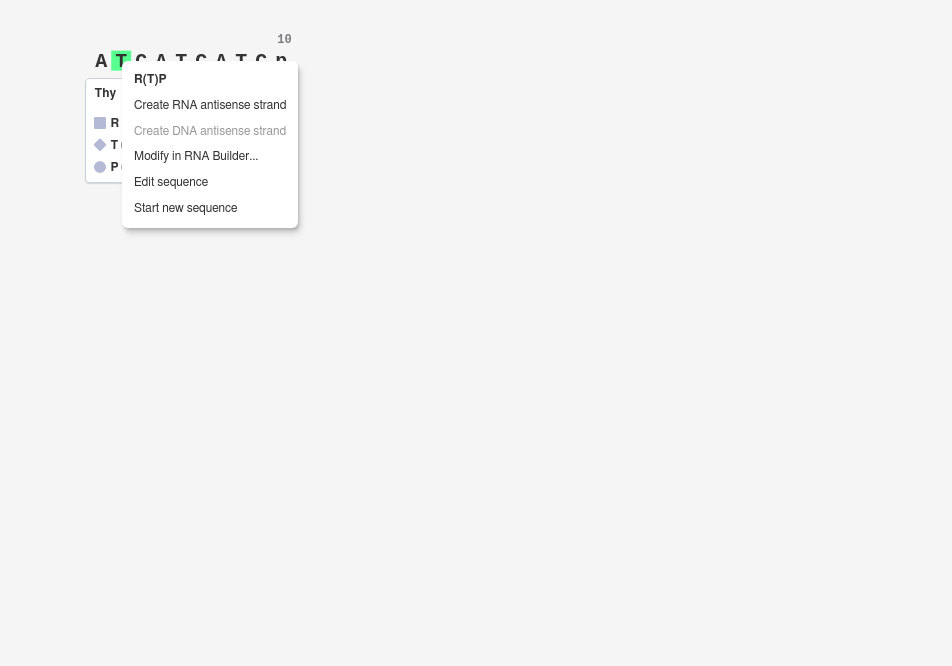 10
A T C A T C A T C p
Thy
R(T)P
R
Create RNA antisense strand
Create DNA antisense strand
T(
Modify in RNA Builder...
P(
Edit sequence
Start new sequence